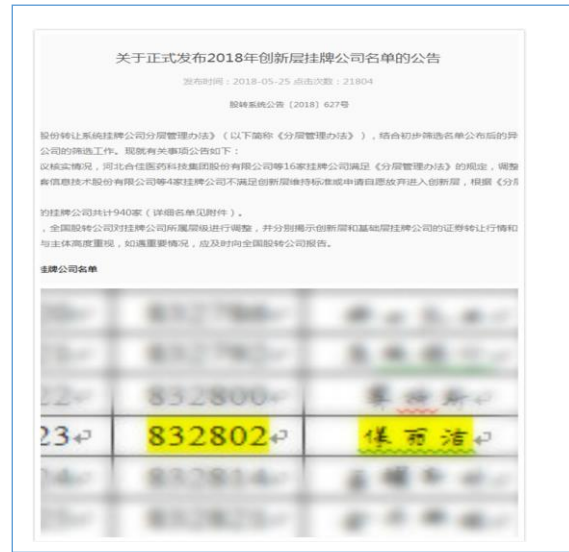 关于正式发布2018年创新层挂牌公司名单的公告
发布时间：2018-05-25 点击次数：21804
股转系统公告〔2018〕627号
股份转让系统挂牌公司分层管理办法》（以下简称《分层管理办法》），结合初步筛选名单公布后的异
公司的筛选工作。现就有关事项公告如下：
议核实情况，河北合佳医药科技集团股份有限公司等16家挂牌公司满足《分层管理办法》的规定，调整
客信息技术股份有限公司等4家挂牌公司不满足创新层维持标准或申请自愿放弃进入创新层，根据《分层
的挂牌公司共计940家（详细名单见附件）。
，全国股转公司对挂牌公司所属层级进行调整，并分别揭示创新层和基础层挂牌公司的证券转让行情和
与主体高度重视，如遇重要情况，应及时向全国股转公司报告。
挂牌公司名单
832786
832792
22 832800
23 832802 保丽洁
832814